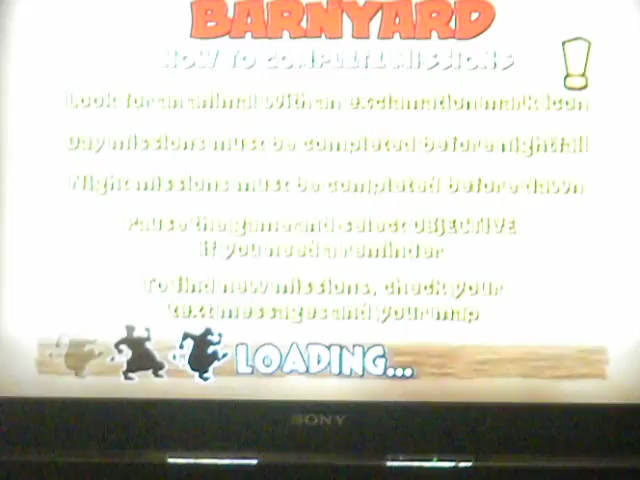 BARNYARD
HOW TO COMPLETE MISSIONS
!
Look for an animal with an exclamation mark icon
Day missions must be completed before nightfall
Night missions must be completed before dawn
Pause the game and select OBJECTIVE
if you need a reminder
To find new missions, check your
text messages and your map
LOADING...
SONY